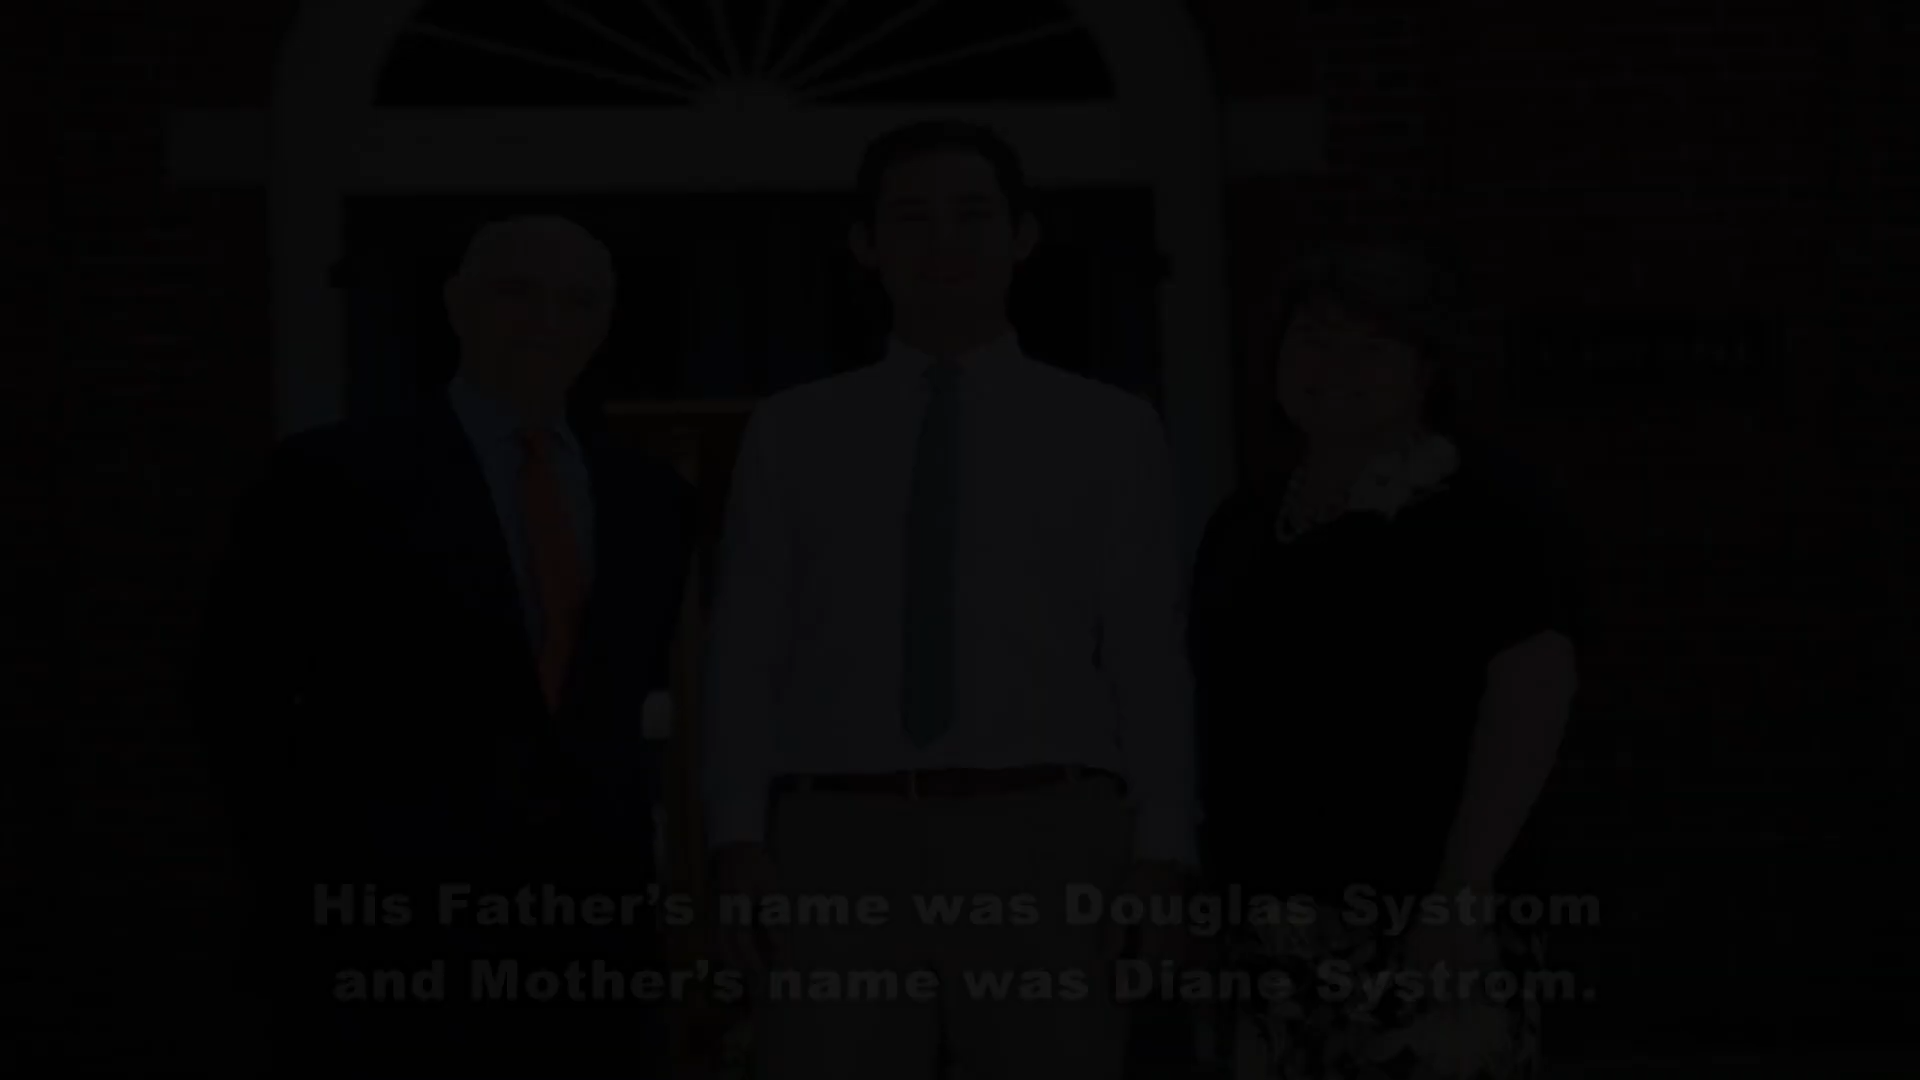 His Father’s name was Douglas Systrom
and Mother’s name was Diane Systrom.